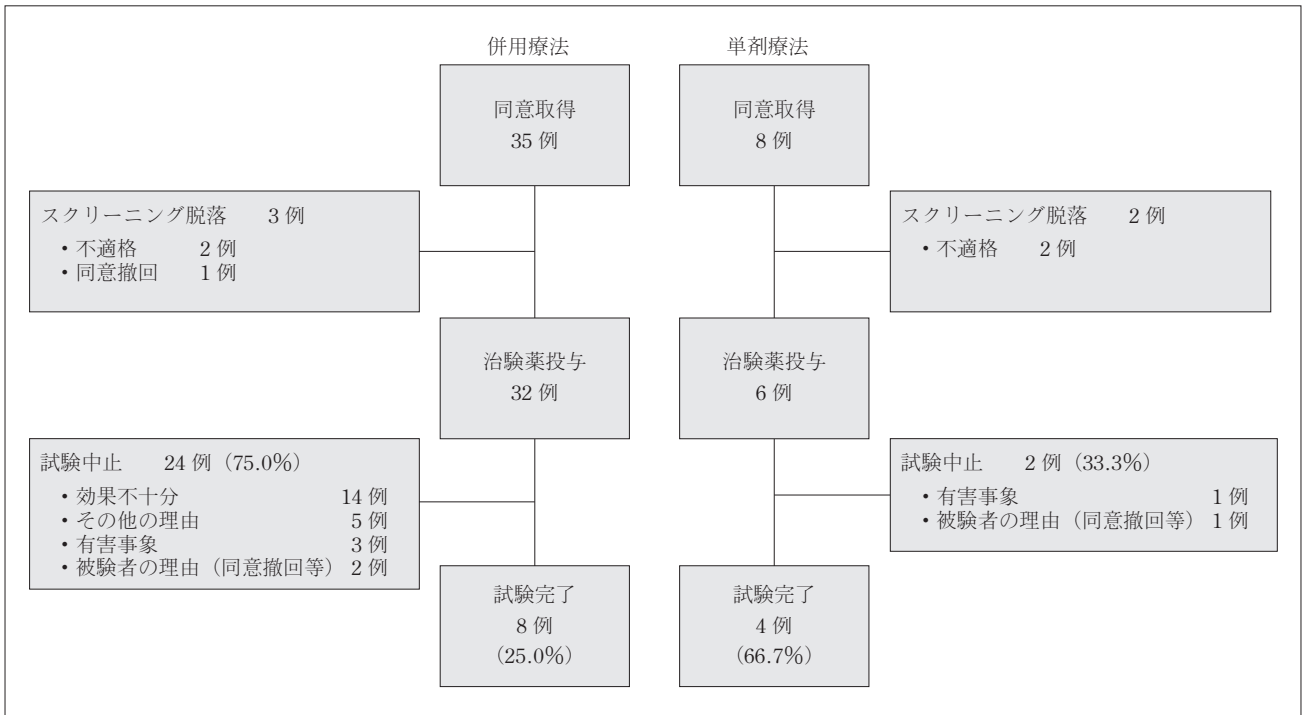 併用療法
同意取得
35 例
スクリーニング脱落 3 例
・不適格 2 例
・同意撤回 1 例
治験薬投与
32 例
試験中止 24 例（75.0%）
・効果不十分 14 例
・その他の理由 5 例
・有害事象 3 例
・被験者の理由（同意撤回等） 2 例
試験完了
8 例
(25.0%)
単剤療法
同意取得
8 例
スクリーニング脱落 2 例
・不適格 2 例
治験薬投与
6 例
試験中止 2 例（33.3%）
・有害事象 1 例
・被験者の理由（同意撤回等） 1 例
試験完了
4 例
(66.7%)